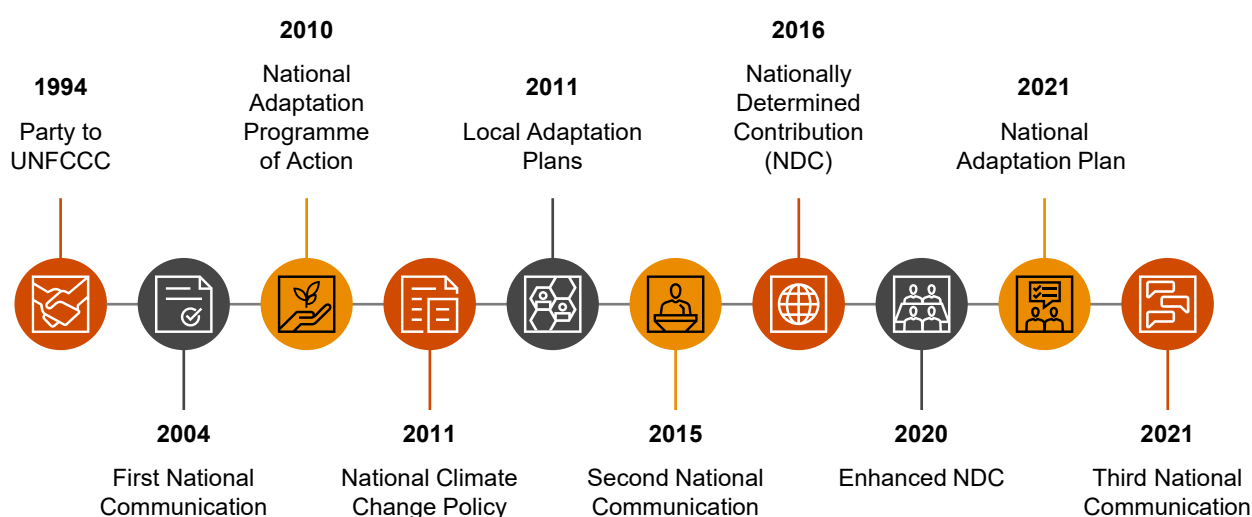 1994
Party to
UNFCCC
2004
First National
Communication
2010
National
Adaptation
Programme
of Action
2011
National Climate
Change Policy
2011
Local Adaptation
Plans
2015
Second National
Communication
2016
Nationally
Determined
Contribution
(NDC)
2020
Enhanced NDC
2021
National
Adaptation Plan
2021
Third National
Communication